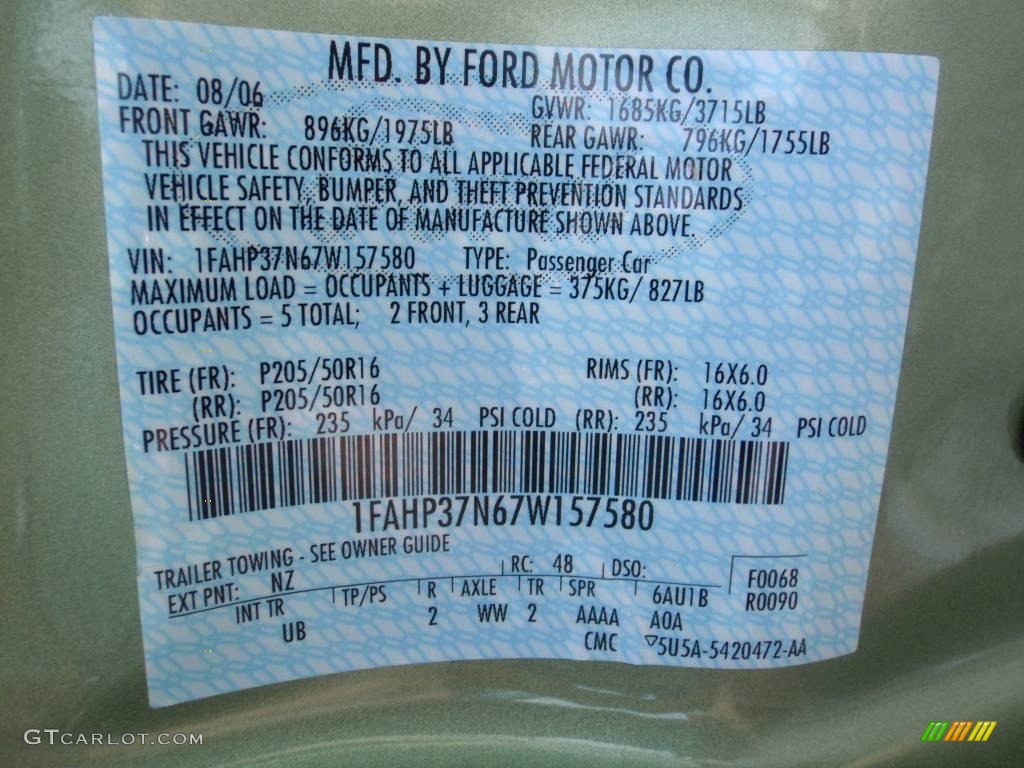 MFD. BY FORD MOTOR CO.
DATE: 08/06 GVWR: 1685KG/3715LB
FRONT GAWR: 896KG/1975LB REAR GAWR: 796KG/1755LB
THIS VEHICLE CONFORMS TO ALL APPLICABLE FEDERAL MOTOR
VEHICLE SAFETY, BUMPER, AND THEFT PREVENTION STANDARDS
IN EFFECT ON THE DATE OF MANUFACTURE SHOWN ABOVE.
VIN: 1FAHP37N67W157580 TYPE: Passenger Car
MAXIMUM LOAD = OCCUPANTS + LUGGAGE = 375KG/ 827LB
OCCUPANTS = 5 TOTAL; 2 FRONT, 3 REAR
TIRE (FR): P205/50R16 RIMS (FR): 16X6.0
(RR): P205/50R16 (RR): 16X6.0
PRESSURE (FR): 235 kPa/ 34 PSI COLD (RR): 235 kPa/ 34 PSI COLD
1FAHP37N67W157580
TRAILER TOWING - SEE OWNER GUIDE
EXT PNT: NZ RC: 48 DSO: F0068
INT TR TP/PS R AXLE TR SPR 6AU1B R0090
UB 2 WW 2 AAAA A0A
CMC ▽5U5A-5420472-AA
GTCARLOT.COM